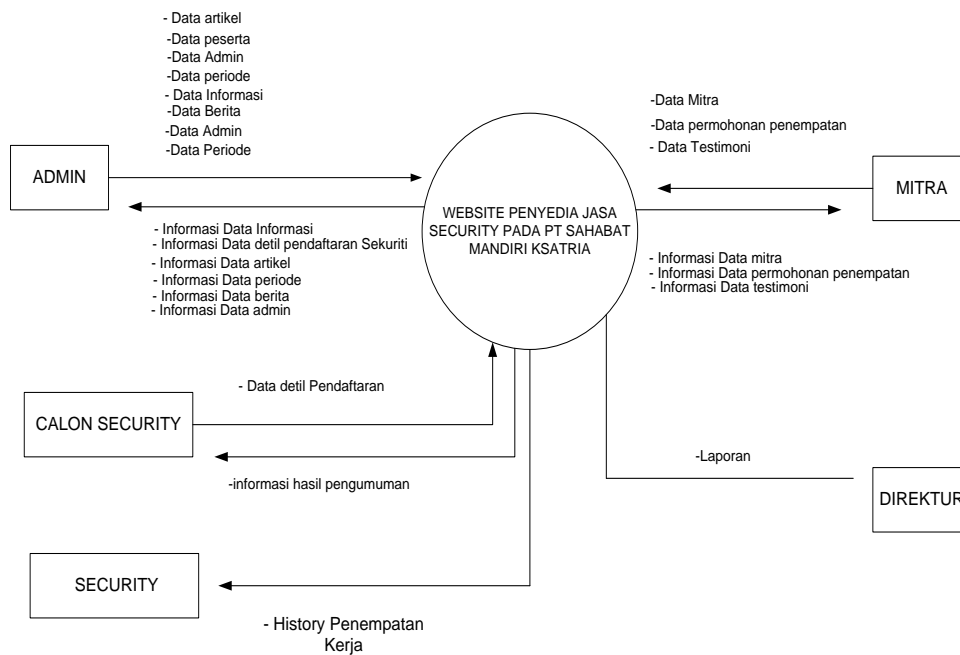 - Data artikel
-Data peserta
-Data Admin
-Data periode
- Data Informasi
-Data Berita
-Data Admin
-Data Periode
ADMIN
- Informasi Data Informasi
- Informasi Data detil pendaftaran Sekuriti
- Informasi Data artikel
- Informasi Data periode
- Informasi Data berita
- Informasi Data admin
WEBSITE PENYEDIA JASA
SECURITY PADA PT SAHABAT
MANDIRI KSATRIA
-Data Mitra
-Data permohonan penempatan
- Data Testimoni
MITRA
- Informasi Data mitra
- Informasi Data permohonan penempatan
- Informasi Data testimoni
- Data detil Pendaftaran
CALON SECURITY
-informasi hasil pengumuman
-Laporan
DIREKTUR
SECURITY
- History Penempatan
Kerja